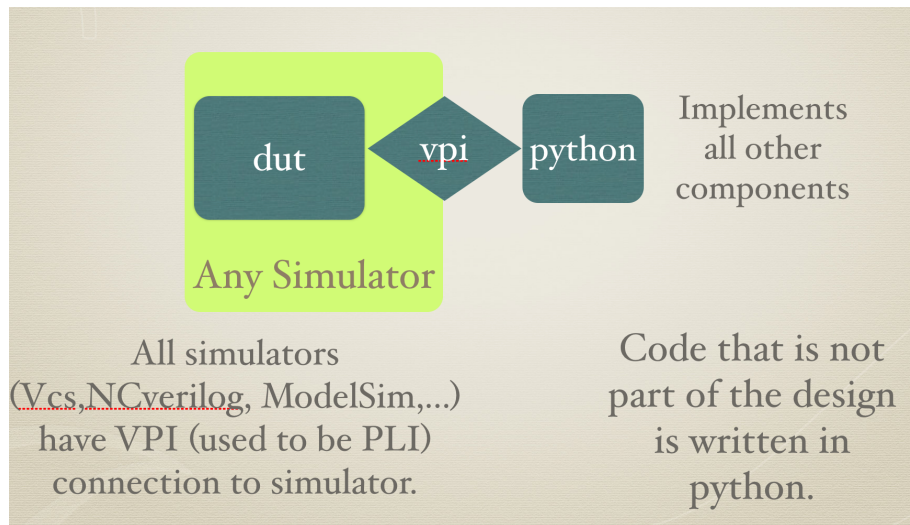 dut
vpi
python
Implements
all other
components
Any Simulator
All simulators
(Vcs,NCverilog, ModelSim,...)
have VPI (used to be PLI)
connection to simulator.
Code that is not
part of the design
is written in
python.